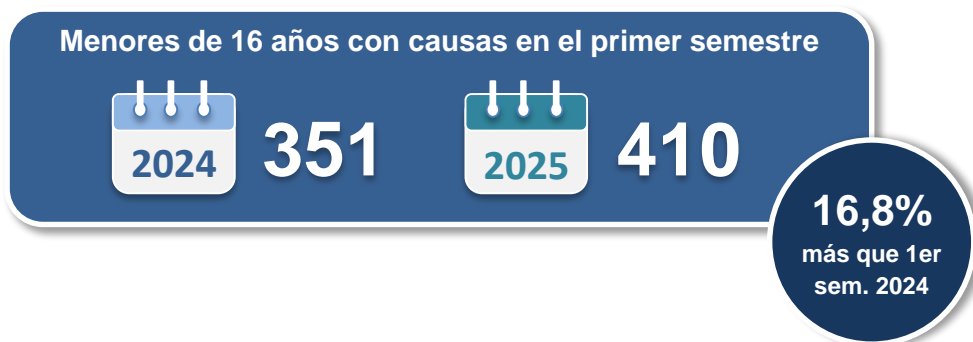 Menores de 16 años con causas en el primer semestre
2024 351 2025 410
16,8%
más que 1er
sem. 2024